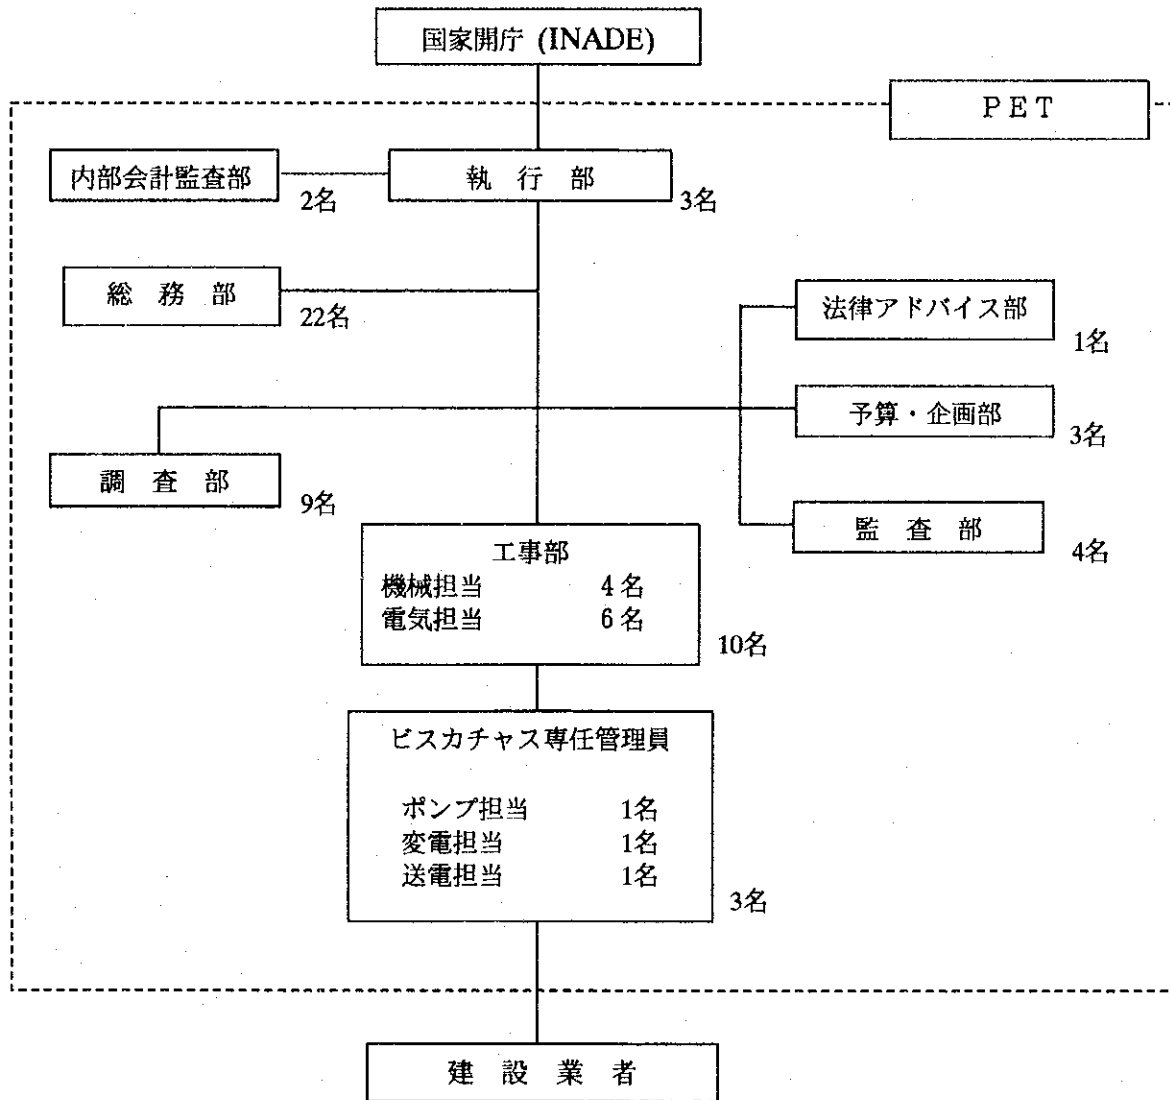 国家開庁 (INADE)
PET
内部会計監査部
2名
執行部
3名
総務部
22名
法律アドバイス部
1名
予算・企画部
3名
調査部
9名
監査部
4名
工事部
機械担当 4名
電気担当 6名
10名
ビスカチャス専任管理員
ポンプ担当 1名
変電担当 1名
送電担当 1名
3名
建設業者